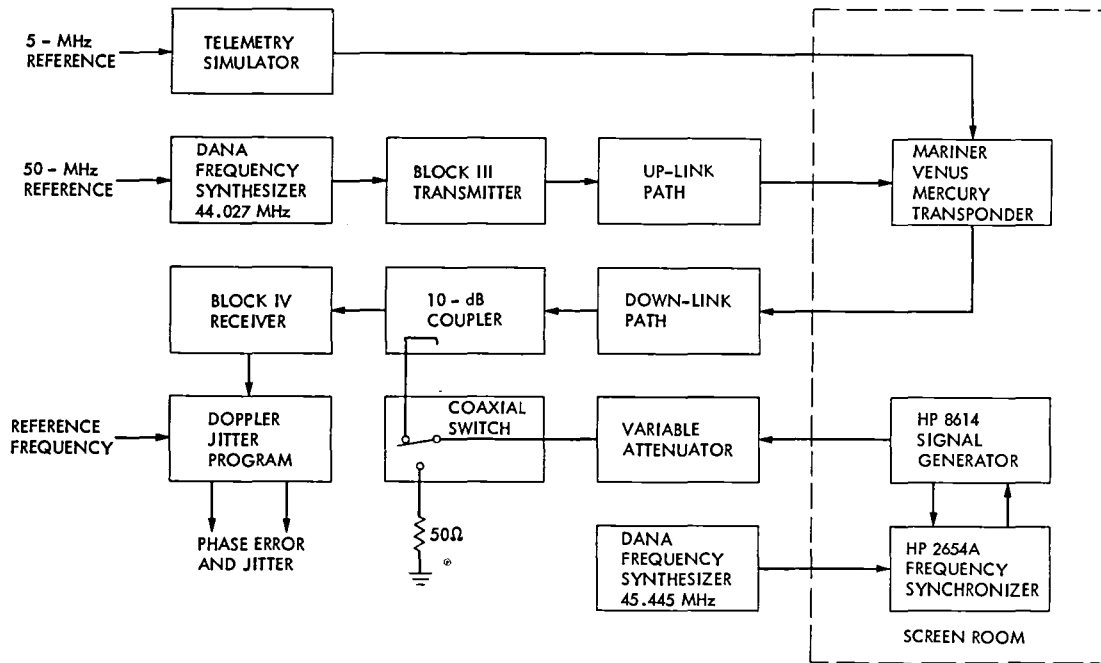 5 - MHz
REFERENCE
TELEMETRY
SIMULATOR
50 - MHz
REFERENCE
DANA
FREQUENCY
SYNTHESIZER
44.027 MHz
BLOCK III
TRANSMITTER
UP-LINK
PATH
MARINER
VENUS
MERCURY
TRANSPONDER
BLOCK IV
RECEIVER
10 - dB
COUPLER
DOWN-LINK
PATH
REFERENCE
FREQUENCY
DOPPLER
JITTER
PROGRAM
COAXIAL
SWITCH
VARIABLE
ATTENUATOR
HP 8614
SIGNAL
GENERATOR
PHASE ERROR
AND JITTER
50Ω
DANA
FREQUENCY
SYNTHESIZER
45.445 MHz
HP 2654A
FREQUENCY
SYNCHRONIZER
SCREEN ROOM